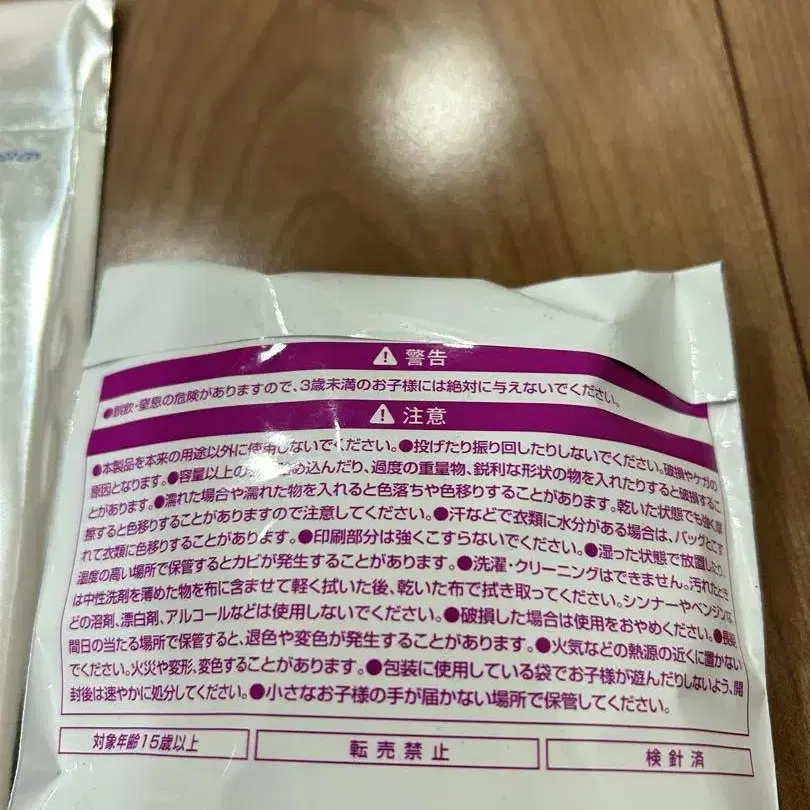 ⚠ 警告
●誤飲・窒息の危険がありますので、3歳未満のお子様には絶対に与えないでください。
⚠ 注意
●本製品を本来の用途以外に使用しないでください。●投げたり振り回したりしないでください。破損やケガの
原因となります。●容量以上の め込んだり、過度の重量物、鋭利な形状の物を入れたりすると破損するこ
とがあります。●濡れた場合や濡れた物を入れると色落ちや色移りすることがあります。乾いた状態でも強く摩
擦すると色移りすることがありますので注意してください。●汗などで衣類に水分がある場合は、バッグとこす
れて衣類に色移りすることがあります。●印刷部分は強くこすらないでください。●湿った状態で放置したり、
湿度の高い場所で保管するとカビが発生することがあります。●洗濯・クリーニングはできません。汚れたとき
は中性洗剤を薄めた物を布に含ませて軽く拭いた後、乾いた布で拭き取ってください。シンナーやベンジンな
どの溶剤、漂白剤、アルコールなどは使用しないでください。●破損した場合は使用をおやめください。●長時
間日の当たる場所で保管すると、退色や変色が発生することがあります。●火気などの熱源の近くに置かない
でください。火災や変形、変色することがあります。●包装に使用している袋でお子様が遊んだりしないよう、開
封後は速やかに処分してください。●小さなお子様の手が届かない場所で保管してください。
対象年齢15歳以上
転売禁止
検針済